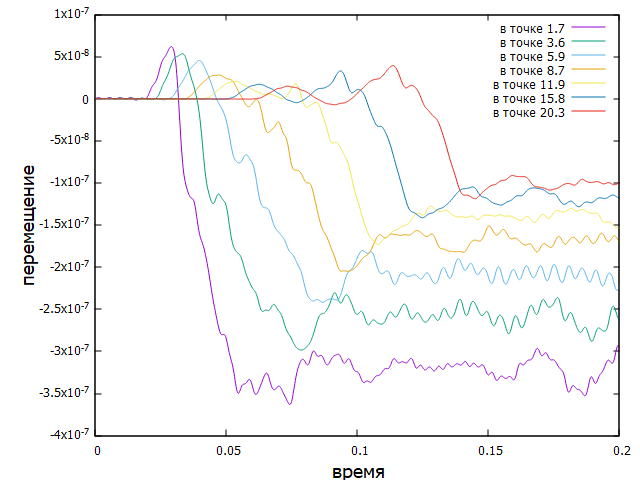 1x10-7
5x10-8
0
-5x10-8
-1x10-7
-1.5x10-7
-2x10-7
-2.5x10-7
-3x10-7
-3.5x10-7
-4x10-7
перемещение
в точке 1.7
в точке 3.6
в точке 5.9
в точке 8.7
в точке 11.9
в точке 15.8
в точке 20.3
0 0.05 0.1 0.15 0.2
время